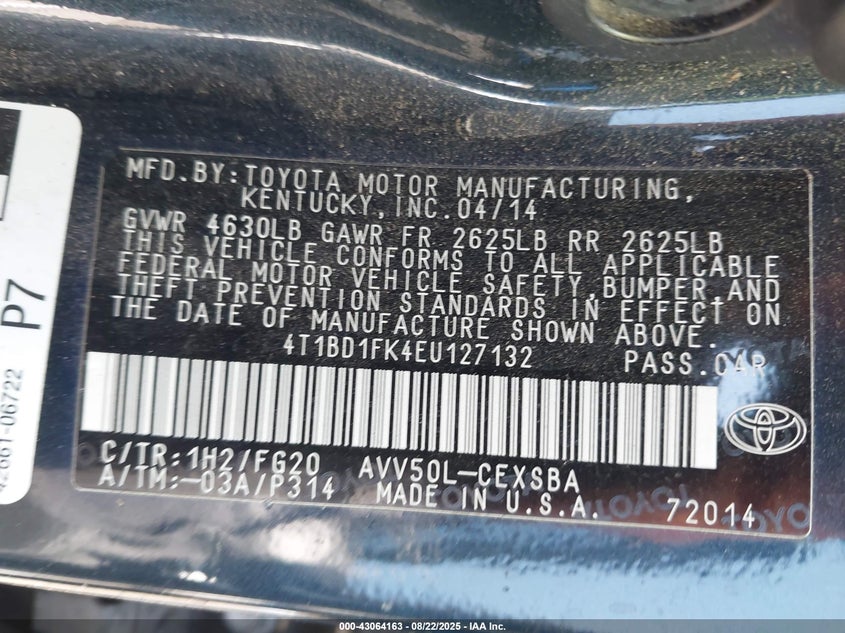 MFD.BY:TOYOTA MOTOR MANUFACTURING,
KENTUCKY,INC.04/14
GVWR 4630LB GAWR FR 2625LB RR 2625LB
THIS VEHICLE CONFORMS TO ALL APPLICABLE
FEDERAL MOTOR VEHICLE SAFETY,BUMPER,AND
THEFT PREVENTION STANDARDS IN EFFECT ON
THE DATE OF MANUFACTURE SHOWN ABOVE.
4T1BD1FK4EU127132 PASS.CAR
C/TR:1H2/FG20 AVV50L-CEXSBA
A/TM:-03A/P314 MADE IN U.S.A. 72014
P7
42661-06722
TOYOTA
000-43064163 - 08/22/2025 - IAA Inc.